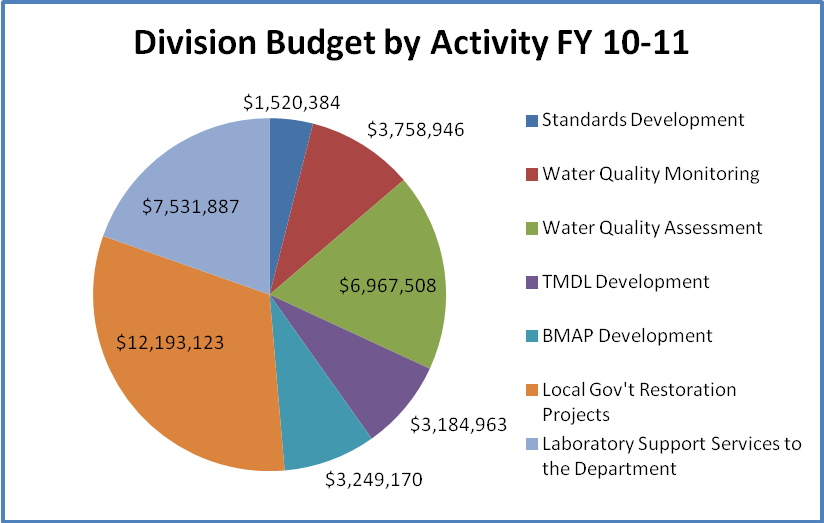 Division Budget by Activity FY 10-11
$1,520,384
$3,758,946
$6,967,508
$3,184,963
$3,249,170
$12,193,123
$7,531,887
Standards Development
Water Quality Monitoring
Water Quality Assessment
TMDL Development
BMAP Development
Local Gov't Restoration
Projects
Laboratory Support Services to
the Department